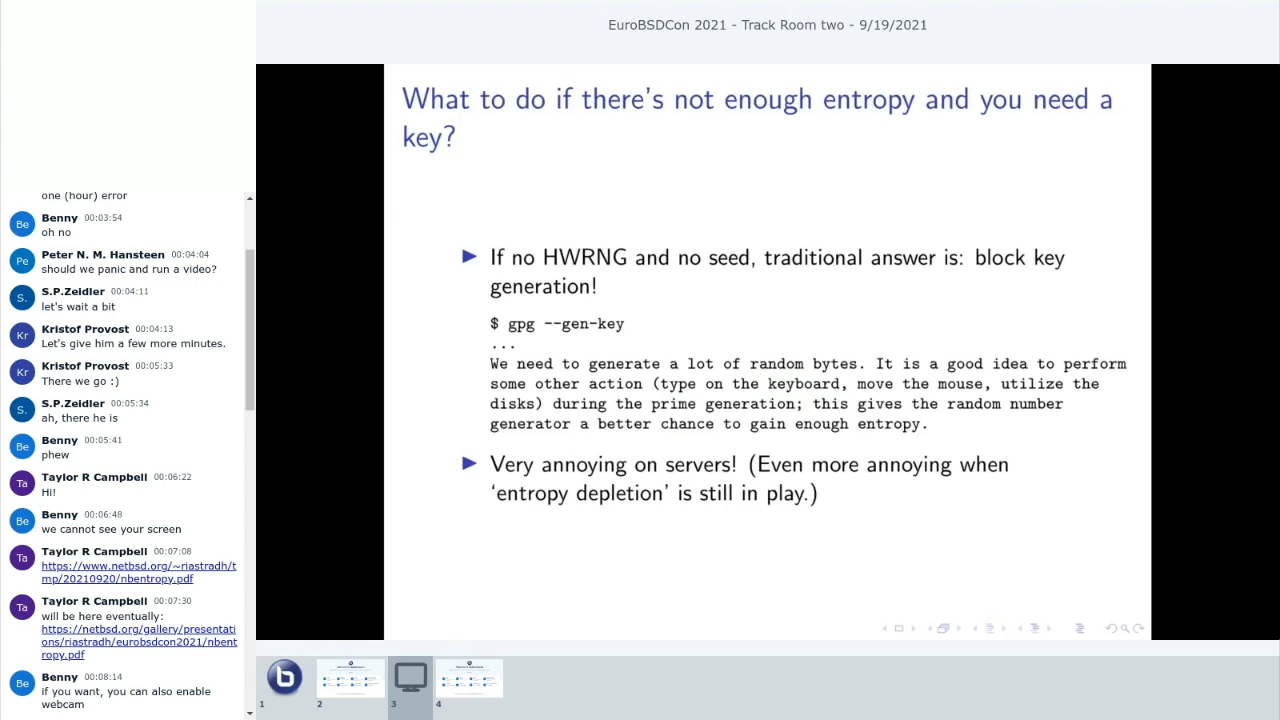 EuroBSDCon 2021 - Track Room two - 9/19/2021
one (hour) error
Be
Benny 00:03:54
oh no
Pe
Peter N. M. Hansteen 00:04:04
should we panic and run a video?
S.
S.P.Zeidler 00:04:11
let's wait a bit
Kr
Kristof Provost 00:04:13
Let's give him a few more minutes.
Kr
Kristof Provost 00:05:33
There we go :)
S.
S.P.Zeidler 00:05:34
ah, there he is
Be
Benny 00:05:41
phew
Ta
Taylor R Campbell 00:06:22
Hi!
Be
Benny 00:06:48
we cannot see your screen
Ta
Taylor R Campbell 00:07:08
https://www.netbsd.org/~riastradh/t
mp/20210920/nbentropy.pdf
Ta
Taylor R Campbell 00:07:30
will be here eventually:
https://netbsd.org/gallery/presentati
ons/riastradh/eurobsdcon2021/nbent
ropy.pdf
Be
Benny 00:08:14
if you want, you can also enable
webcam
What to do if there's not enough entropy and you need a
key?
If no HWRNG and no seed, traditional answer is: block key
generation!
$ gpg --gen-key
...
We need to generate a lot of random bytes. It is a good idea to perform
some other action (type on the keyboard, move the mouse, utilize the
disks) during the prime generation; this gives the random number
generator a better chance to gain enough entropy.
Very annoying on servers! (Even more annoying when
‘entropy depletion’ is still in play.)
b
1
2
3
4